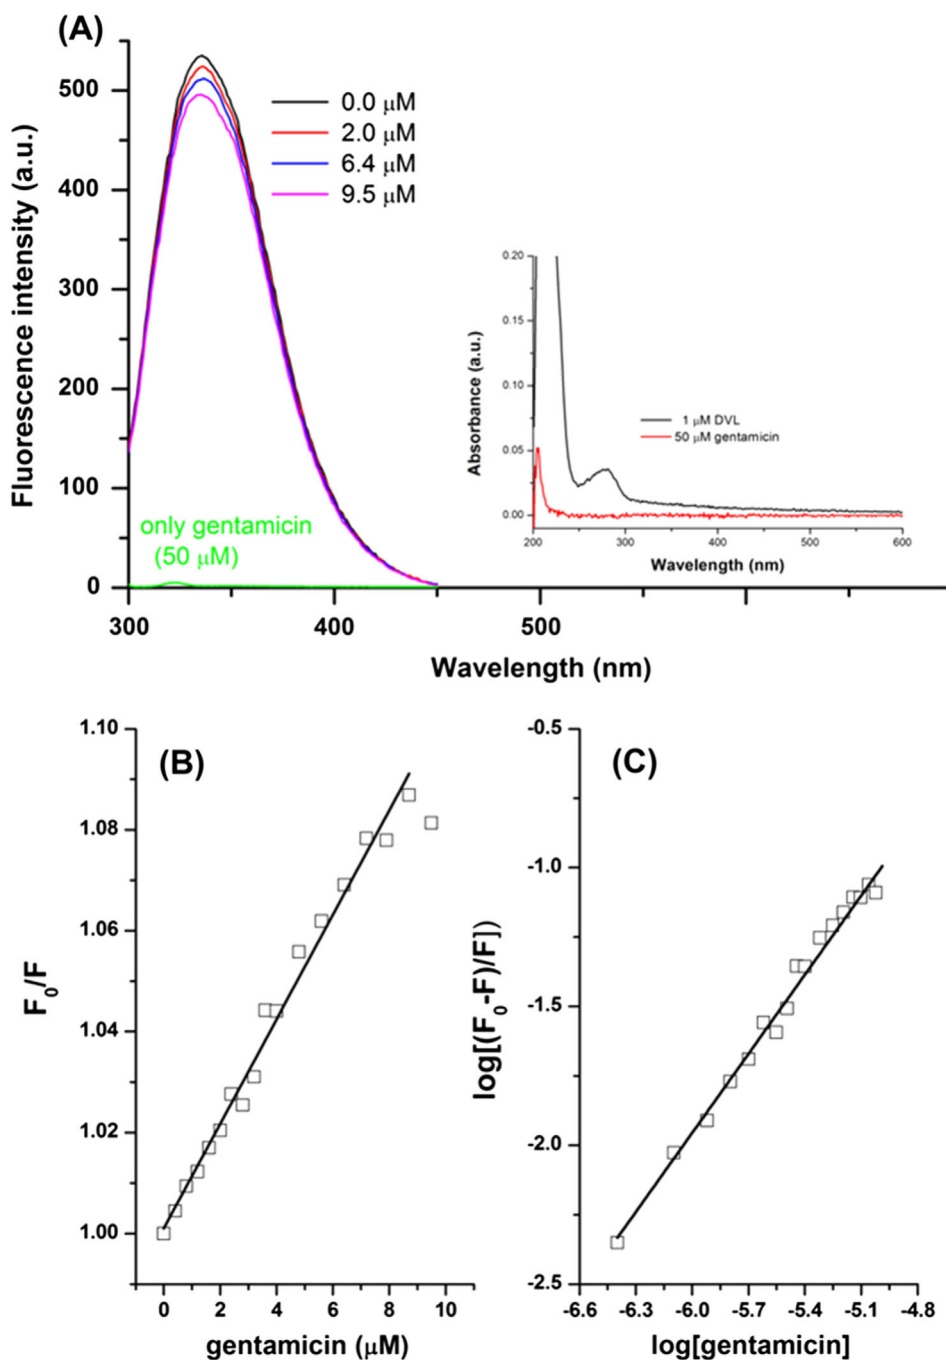 (A)
Fluorescence intensity (a.u.)
500
400
300
200
100
0
0.0 μM
2.0 μM
6.4 μM
9.5 μM
only gentamicin
(50 μM)
300
400
500
Wavelength (nm)
Absorbance (a.u.)
0.20
0.15
0.10
0.05
0.00
1 μM DVL
50 μM gentamicin
200
300
400
500
600
Wavelength (nm)
(B)
F₀/F
1.10
1.08
1.06
1.04
1.02
1.00
0
2
4
6
8
10
gentamicin (μM)
(C)
log[(F₀-F)/F])
-0.5
-1.0
-1.5
-2.0
-2.5
-6.6
-6.3
-6.0
-5.7
-5.4
-5.1
-4.8
log[gentamicin]